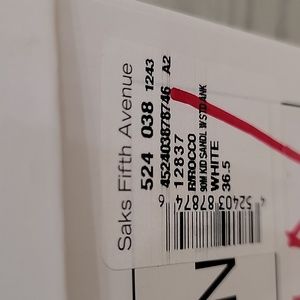 Saks Fifth Avenue
524 038 1243
452403878746 A2
12837
BIROCCO
90M KID SANDL W STD ANK
WHITE
36.5
4 52403 87874 6
N